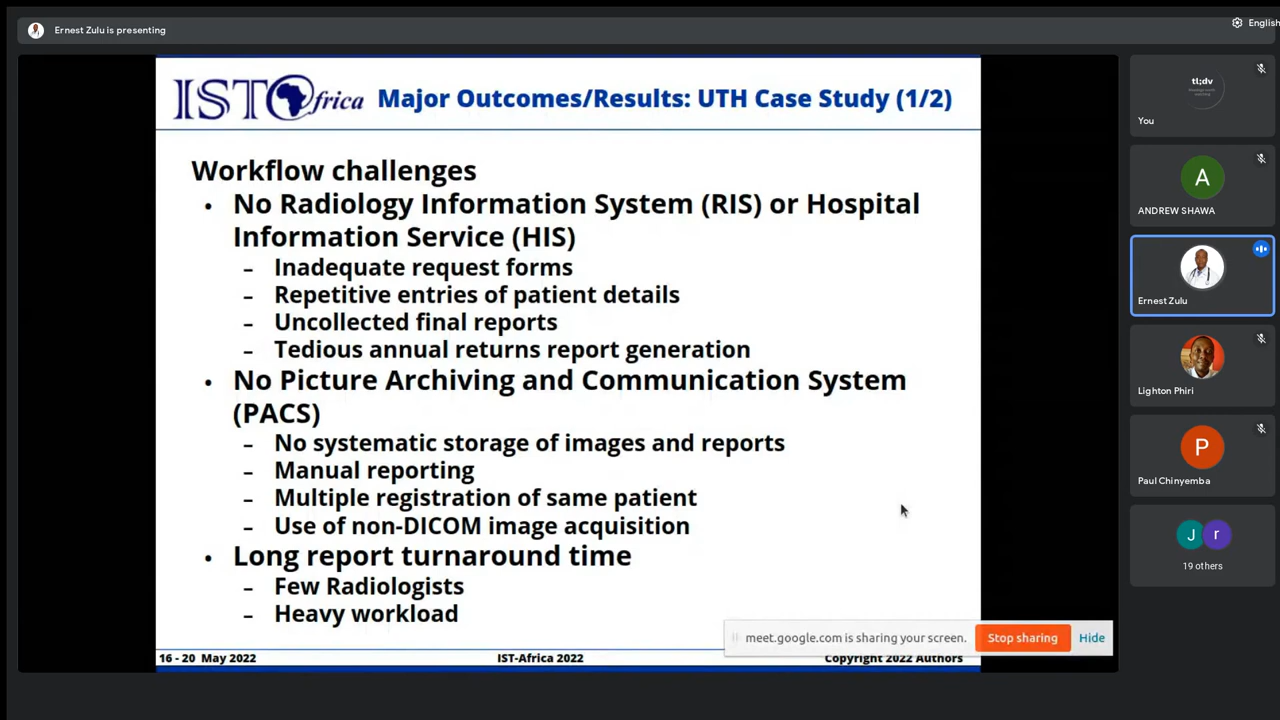 Ernest Zulu is presenting
English
IST Africa Major Outcomes/Results: UTH Case Study (1/2)
Workflow challenges
• No Radiology Information System (RIS) or Hospital
Information Service (HIS)
– Inadequate request forms
– Repetitive entries of patient details
– Uncollected final reports
– Tedious annual returns report generation
• No Picture Archiving and Communication System
(PACS)
– No systematic storage of images and reports
– Manual reporting
– Multiple registration of same patient
– Use of non-DICOM image acquisition
• Long report turnaround time
– Few Radiologists
– Heavy workload
meet.google.com is sharing your screen. Stop sharing Hide
16 - 20 May 2022 IST-Africa 2022 Copyright 2022 Authors
tl;dv
You
A
ANDREW SHAWA
Ernest Zulu
Lighton Phiri
P
Paul Chinyemba
J r
19 others